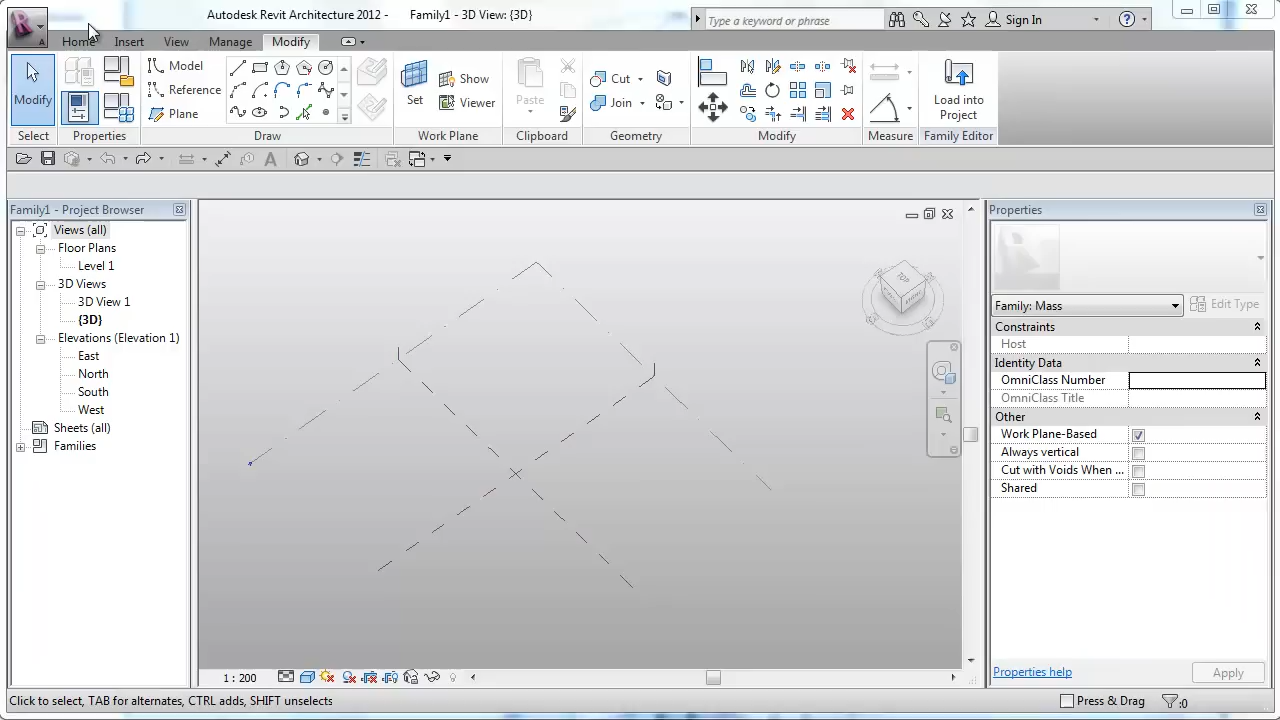 Autodesk Revit Architecture 2012 - Family1 - 3D View: {3D}
Type a keyword or phrase
Sign In
Home Insert View Manage Modify
Modify
Model
Reference
Plane
Set
Show
Viewer
Paste
Cut
Join
Load into
Project
Select Properties Draw Work Plane Clipboard Geometry Modify Measure Family Editor
Family1 - Project Browser
Views (all)
Floor Plans
Level 1
3D Views
3D View 1
{3D}
Elevations (Elevation 1)
East
North
South
West
Sheets (all)
Families
Properties
Family: Mass
Edit Type
Constraints
Host
Identity Data
OmniClass Number
OmniClass Title
Other
Work Plane-Based
Always vertical
Cut with Voids When ...
Shared
Properties help
Apply
1 : 200
Click to select, TAB for alternates, CTRL adds, SHIFT unselects
Press & Drag
:0